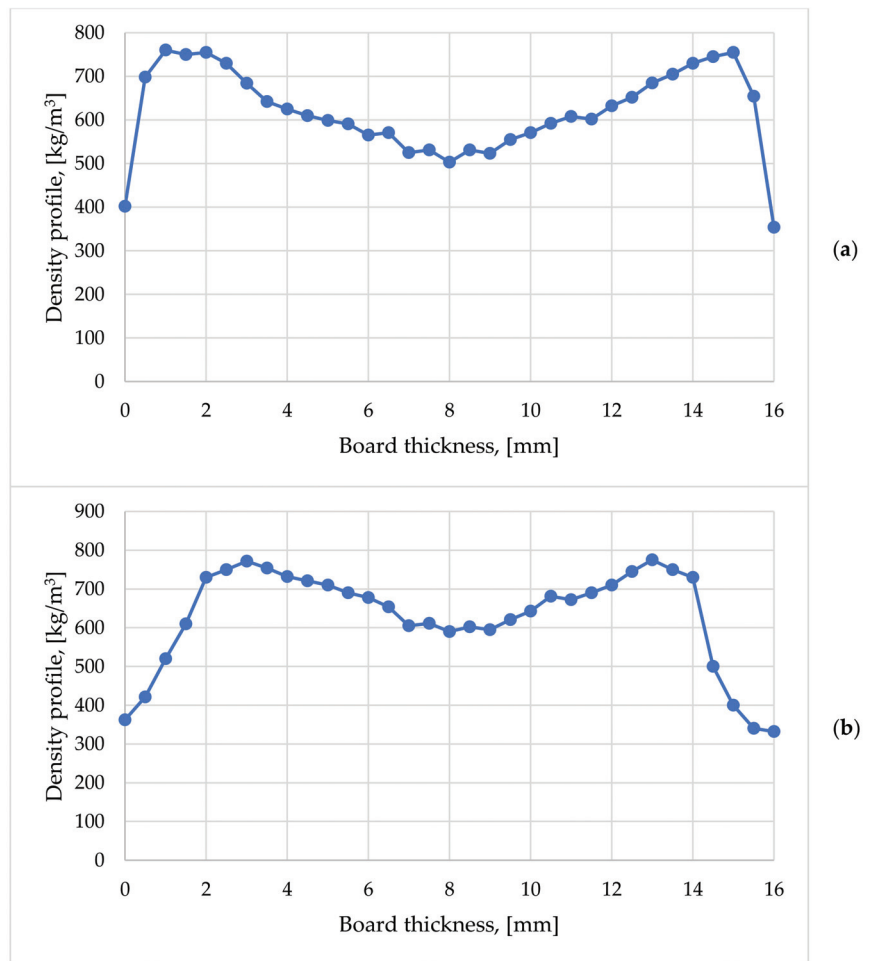 800
700
600
500
400
300
200
100
0
Density profile, [kg/m³]
0 2 4 6 8 10 12 14 16
Board thickness, [mm]
(a)
900
800
700
600
500
400
300
200
100
0
Density profile, [kg/m³]
0 2 4 6 8 10 12 14 16
Board thickness, [mm]
(b)